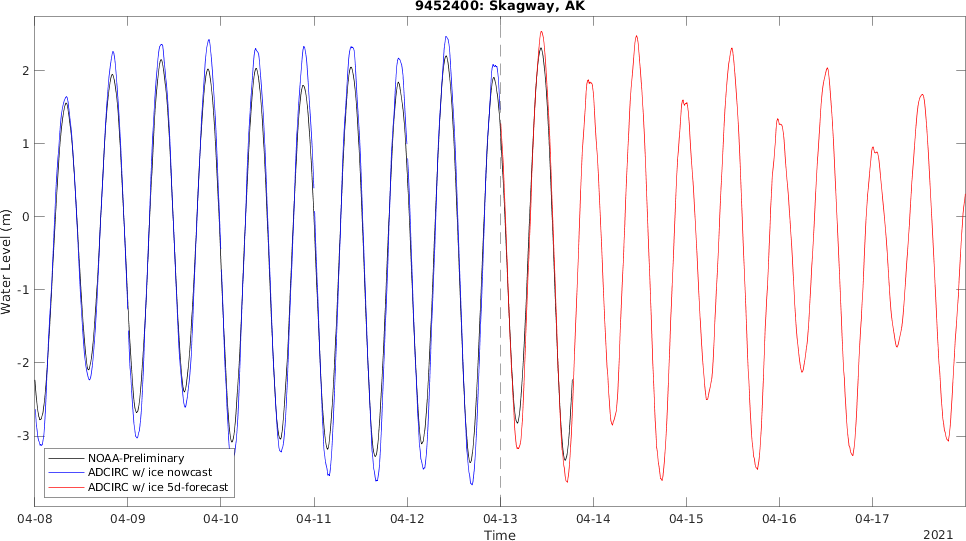 9452400: Skagway, AK
Water Level (m)
2
1
0
-1
-2
-3
NOAA-Preliminary
ADCIRC w/ ice nowcast
ADCIRC w/ ice 5d-forecast
04-08 04-09 04-10 04-11 04-12 04-13 04-14 04-15 04-16 04-17
Time
2021